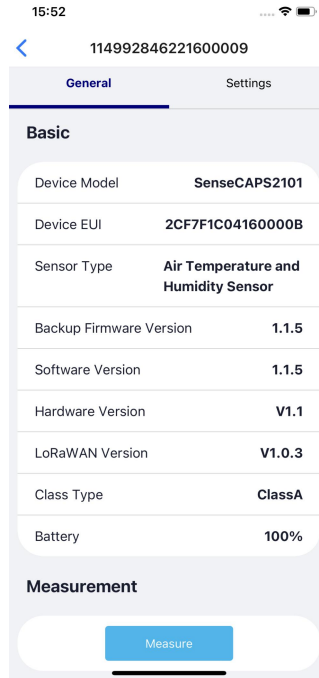 15:52
114992846221600009
General Settings
Basic
Device Model SenseCAPS2101
Device EUI 2CF7F1C04160000B
Sensor Type Air Temperature and
Humidity Sensor
Backup Firmware Version 1.1.5
Software Version 1.1.5
Hardware Version V1.1
LoRaWAN Version V1.0.3
Class Type ClassA
Battery 100%
Measurement
Measure